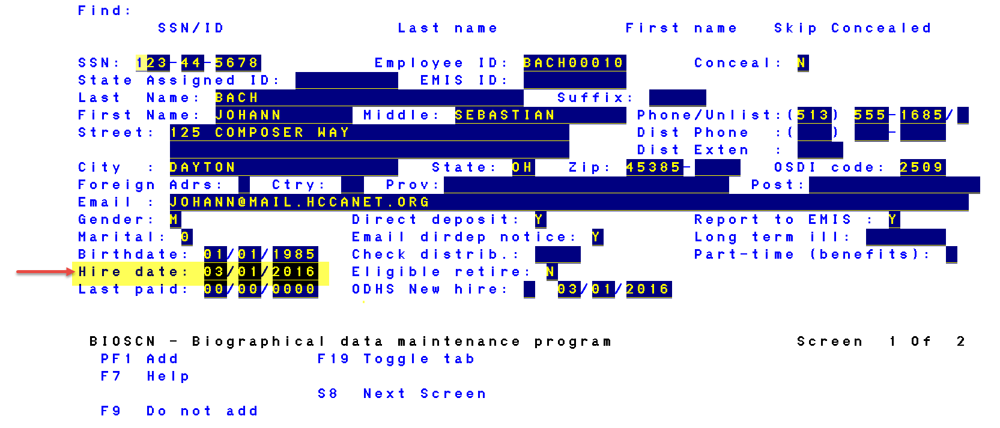 Find:
SSN/ID Last name First name Skip Concealed
SSN: 123-44-5678 Employee ID: BACH00010 Conceal: N
State Assigned ID: EMIS ID:
Last Name: BACH Suffix:
First Name: JOHANN Middle: SEBASTIAN Phone/Unlist:(513) 555-1685/
Street: 125 COMPOSER WAY Dist Phone :( ) -
Dist Exten :
City : DAYTON State: OH Zip: 45385- OSDI code: 2509
Foreign Adrs: Ctry: Prov: Post:
Email : JOHANN@MAIL.HCCANET.ORG
Gender: M Direct deposit: Y Report to EMIS : Y
Marital: 0 Email dirdep notice: Y Long term ill:
Birthdate: 01/01/1985 Check distrib.: Part-time (benefits):
Hire date: 03/01/2016 Eligible retire: N
Last paid: 00/00/0000 ODHS New hire: 03/01/2016
BIOSCN - Biographical data maintenance program Screen 1 Of 2
PF1 Add F19 Toggle tab
F7 Help
S8 Next Screen
F9 Do not add